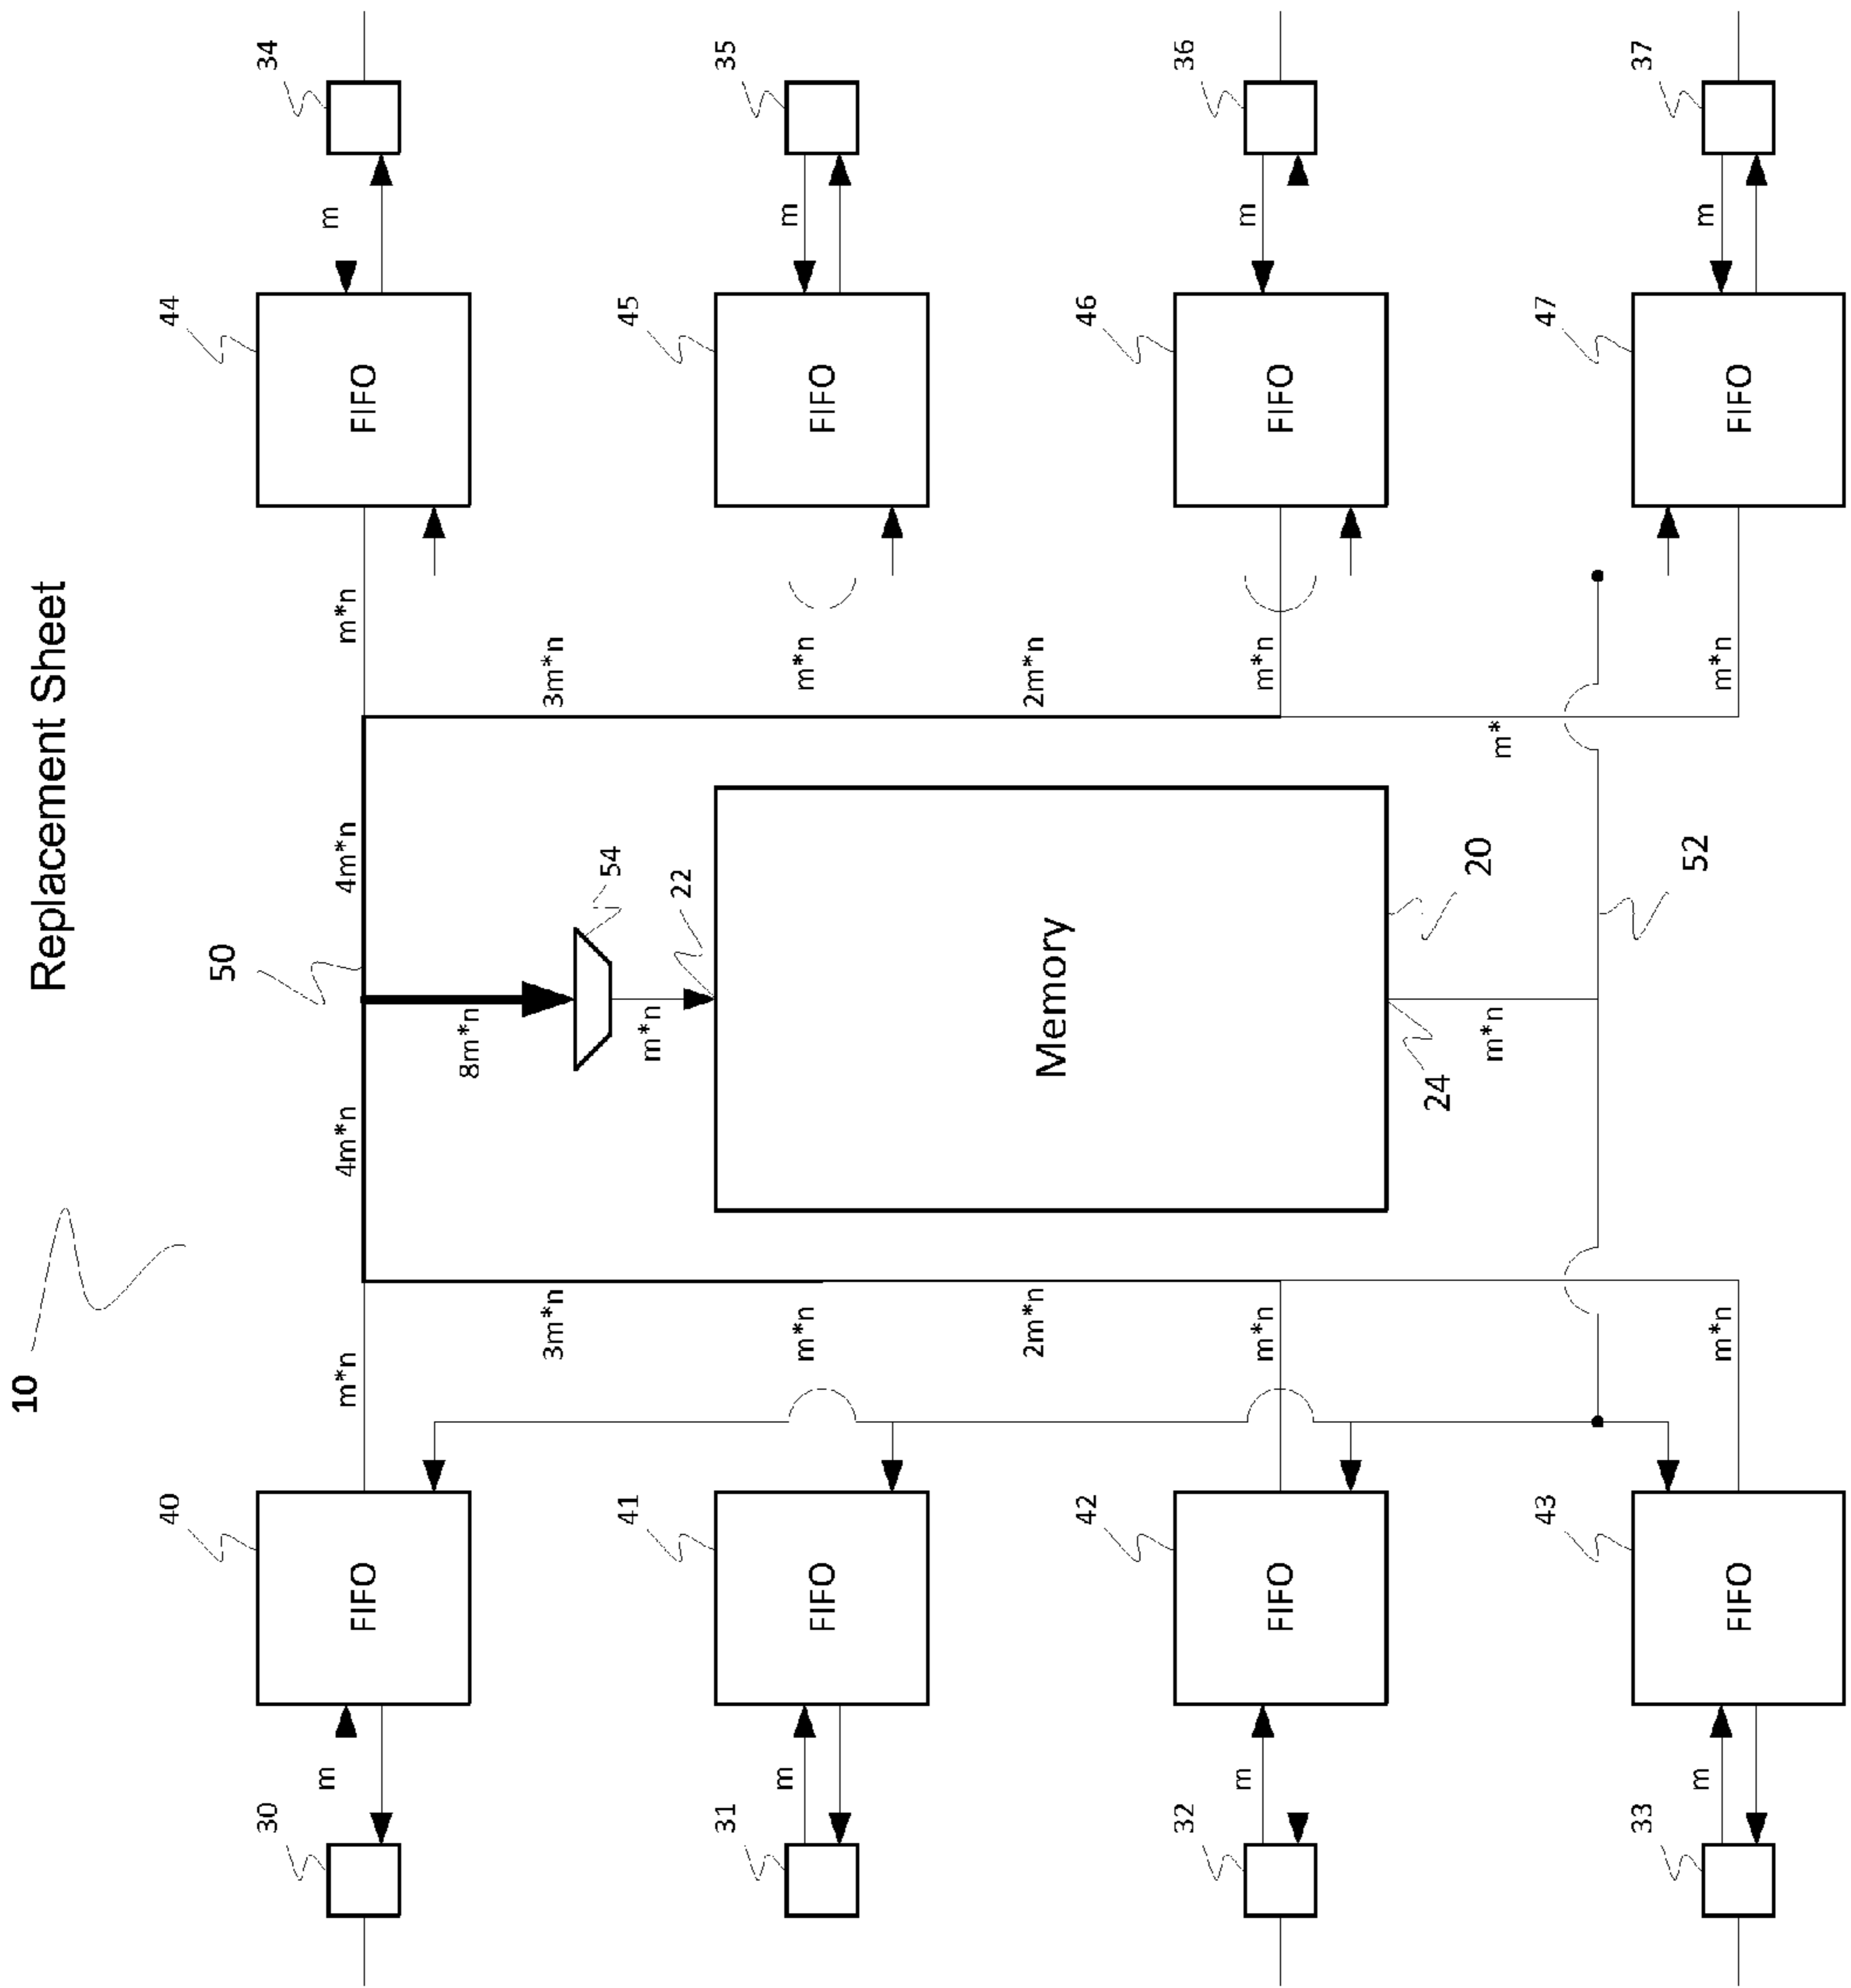 Replacement Sheet
10
40
44
50
30
34
m
m
m*n
4m*n
4m*n
m*n
FIFO
FIFO
8m*n
3m*n
3m*n
54
41
45
m*n
22
31
35
m
m
m*n
m*n
FIFO
FIFO
2m*n
2m*n
Memory
42
46
32
36
m
m
m*n
m*n
FIFO
FIFO
24
20
m*n
m*
43
47
33
37
52
m
m
m*n
m*n
FIFO
FIFO